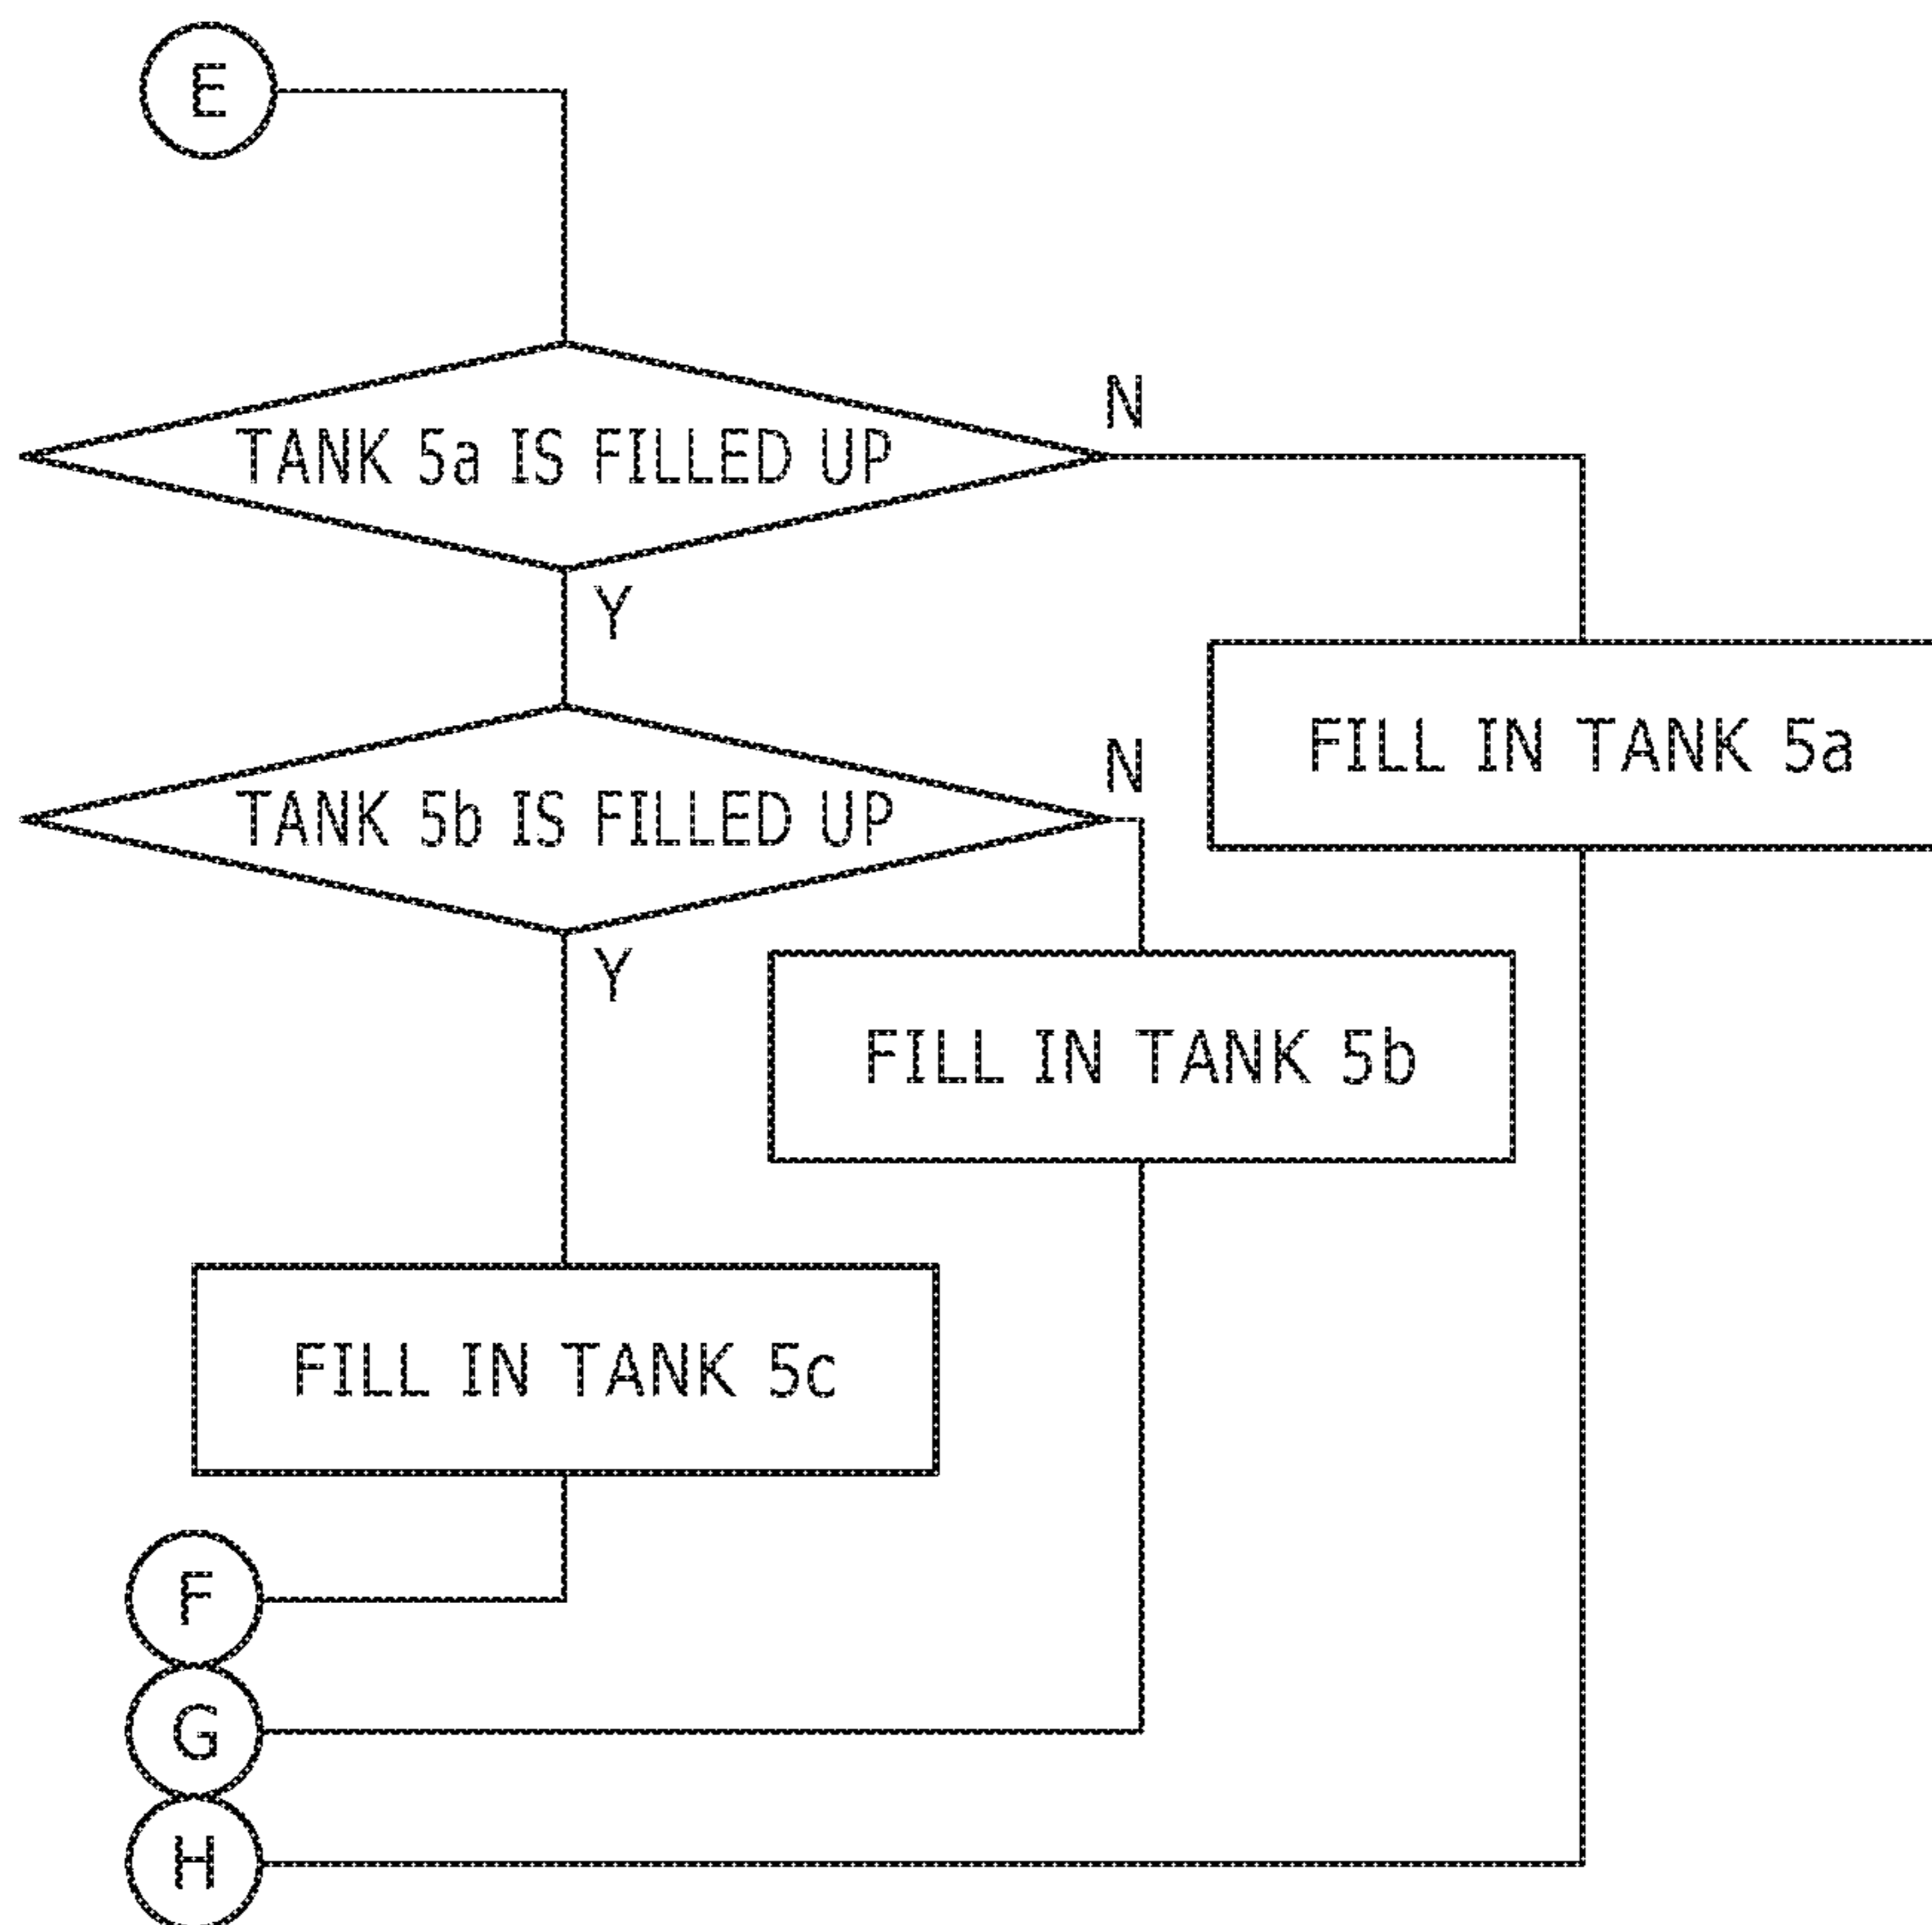 E
TANK 5a IS FILLED UP
N
Y
FILL IN TANK 5a
TANK 5b IS FILLED UP
N
Y
FILL IN TANK 5b
FILL IN TANK 5c
F
G
H